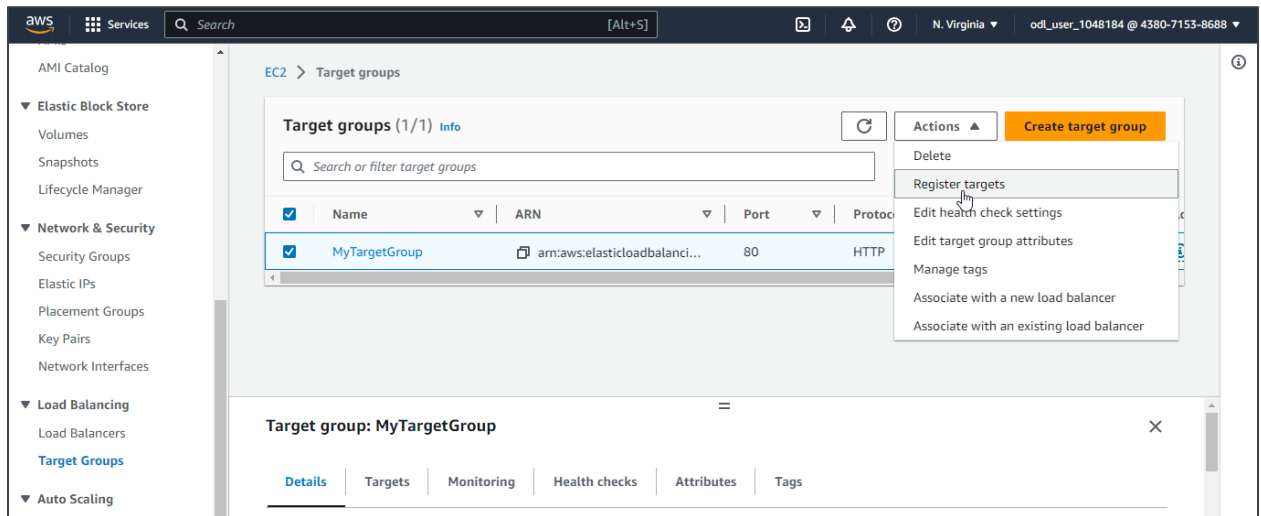 aws Services Search [Alt+S] N. Virginia ▼ odl_user_1048184 @ 4380-7153-8688 ▼
AMI Catalog
▼ Elastic Block Store
Volumes
Snapshots
Lifecycle Manager
▼ Network & Security
Security Groups
Elastic IPs
Placement Groups
Key Pairs
Network Interfaces
▼ Load Balancing
Load Balancers
Target Groups
▼ Auto Scaling
EC2 > Target groups
Target groups (1/1) Info
Actions ▲
Create target group
Search or filter target groups
Name ARN Port
MyTargetGroup arn:aws:elasticloadbalanci... 80 HTTP
Delete
Register targets
Edit health check settings
Edit target group attributes
Manage tags
Associate with a new load balancer
Associate with an existing load balancer
Target group: MyTargetGroup
Details Targets Monitoring Health checks Attributes Tags